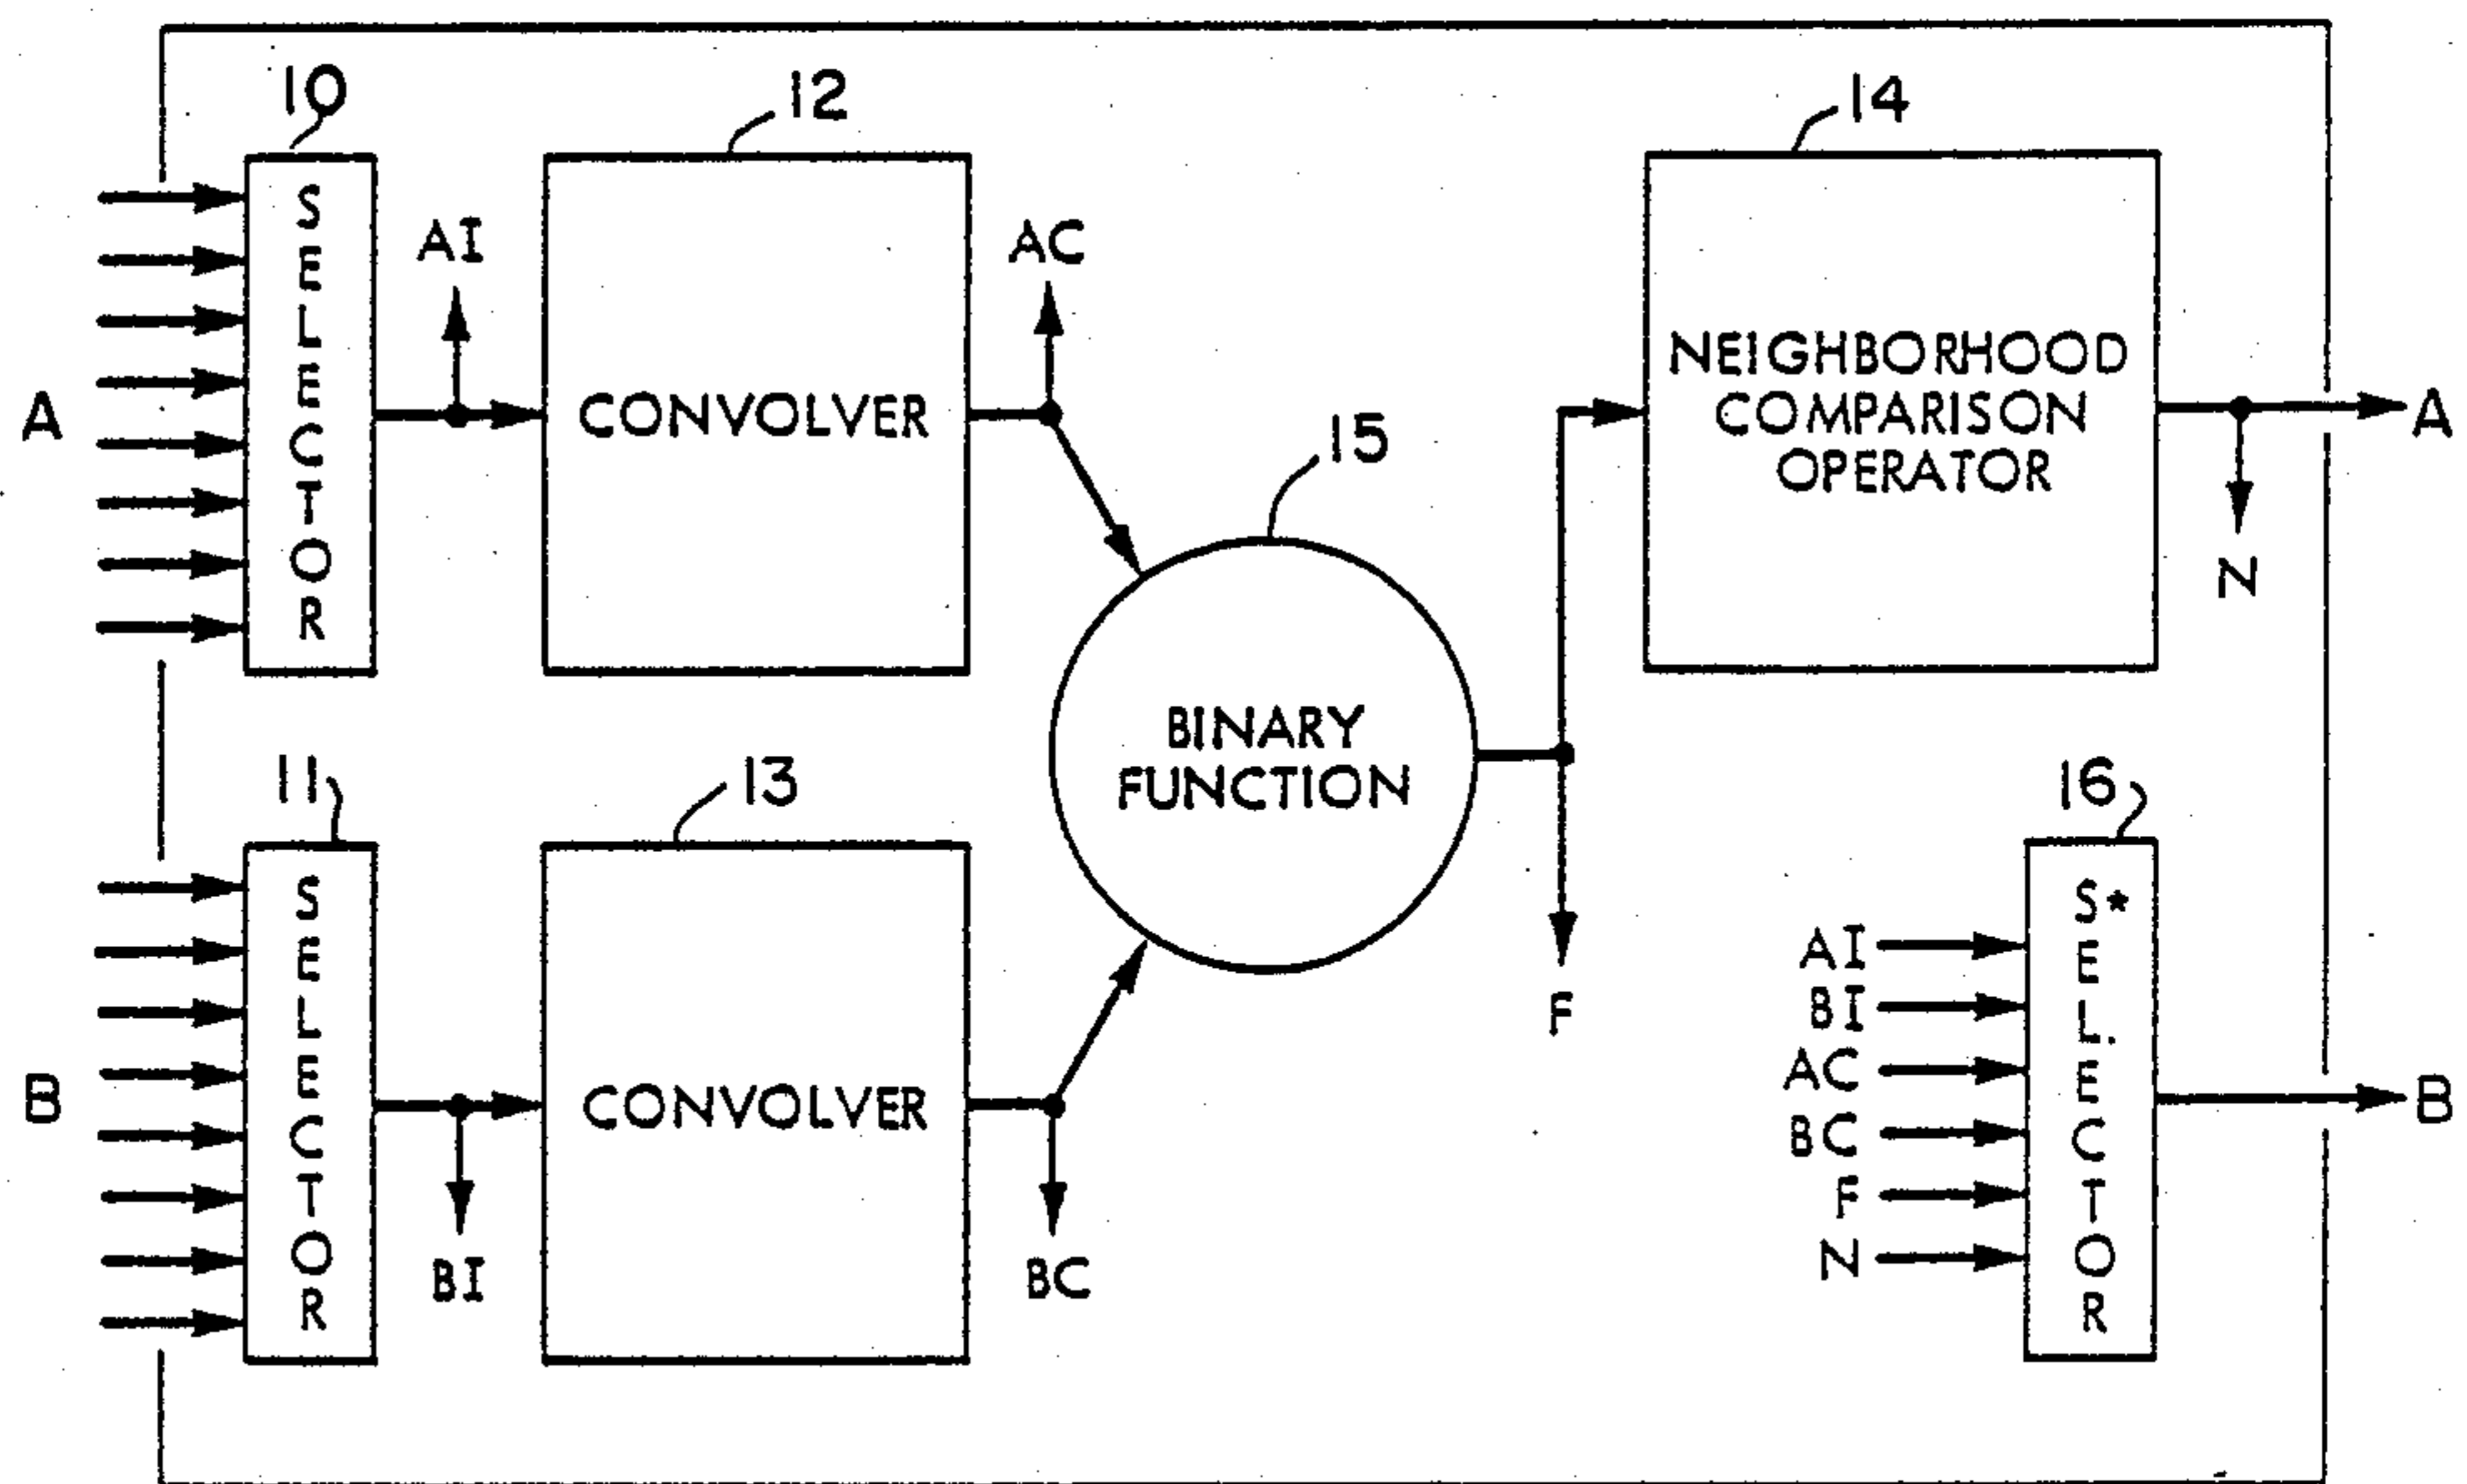 10
12
14
SELECTOR
AI
AC
A
CONVOLVER
NEIGHBORHOOD
COMPARISON
OPERATOR
A
15
N
BINARY
FUNCTION
11
13
16
SELECTOR
S*ELECTOR
B
CONVOLVER
BI
BC
F
AI
BI
AC
BC
F
N
B